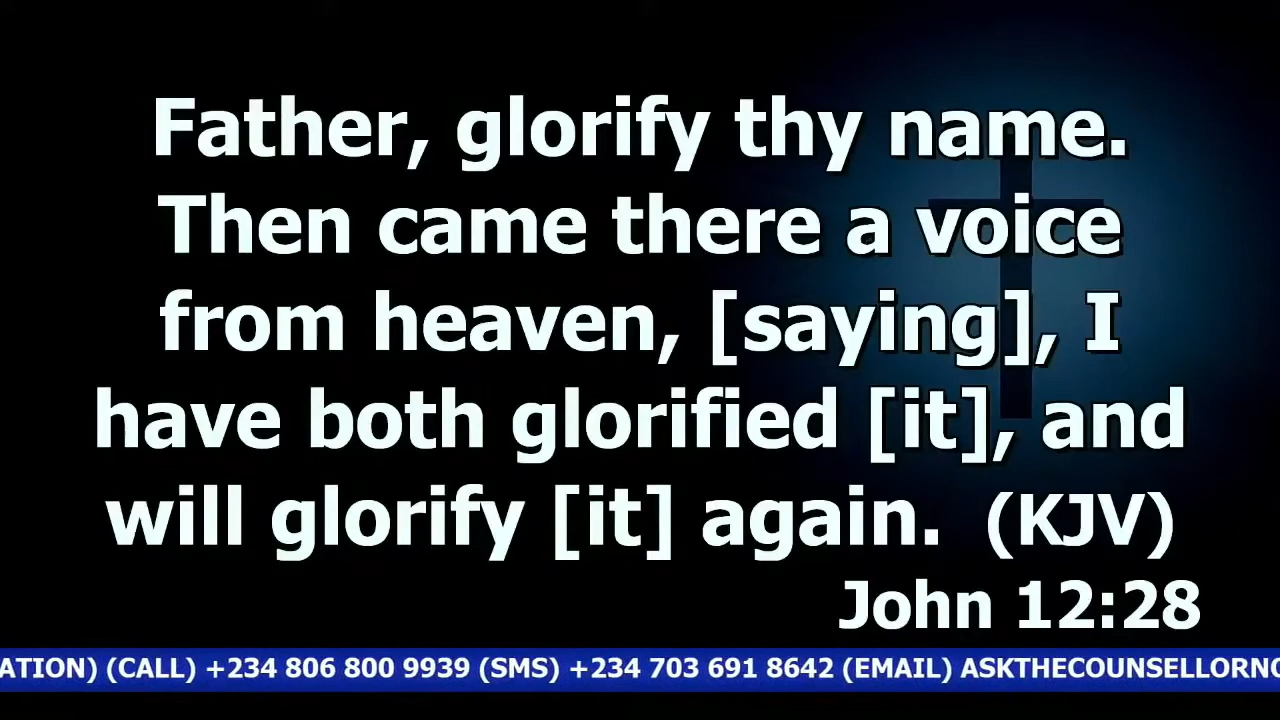 Father, glorify thy name.
Then came there a voice
from heaven, [saying], I
have both glorified [it], and
will glorify [it] again. (KJV)
John 12:28
ATION) (CALL) +234 806 800 9939 (SMS) +234 703 691 8642 (EMAIL) ASKTHECOUNSELLORNO